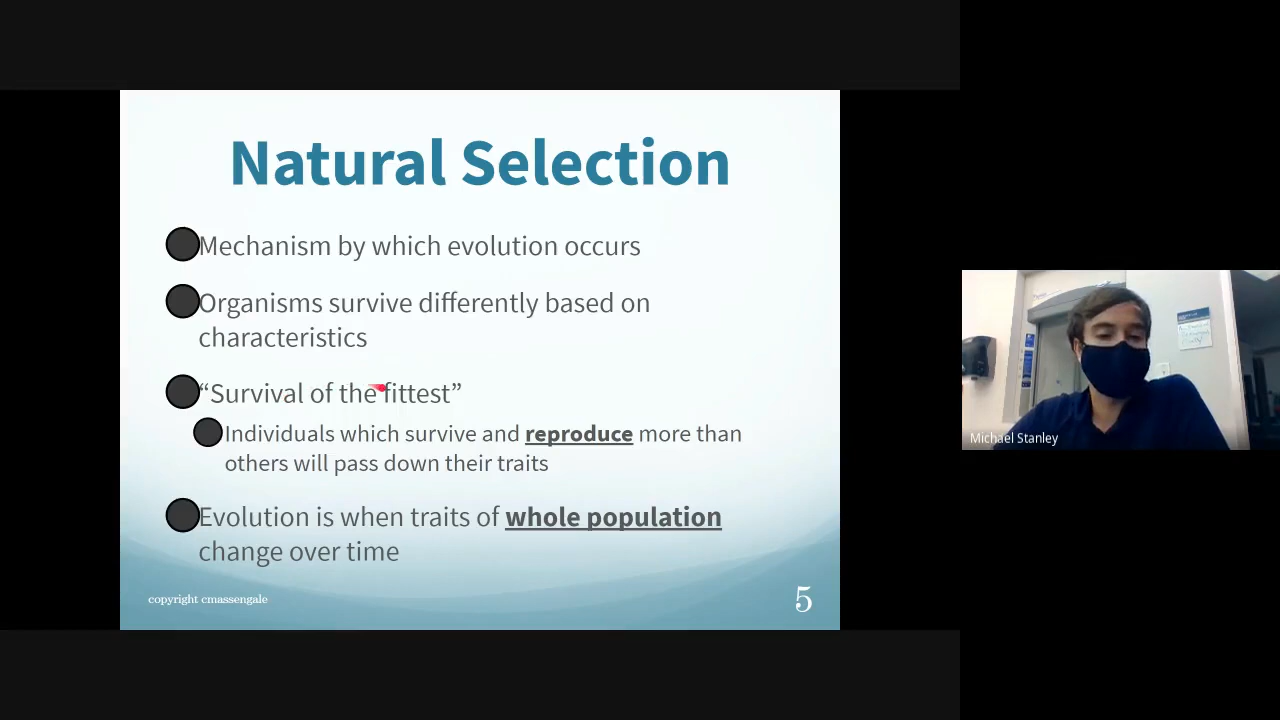 Natural Selection
Mechanism by which evolution occurs
Organisms survive differently based on
characteristics
“Survival of the fittest”
Individuals which survive and reproduce more than
others will pass down their traits
Evolution is when traits of whole population
change over time
copyright cmassengale
5
Michael Stanley